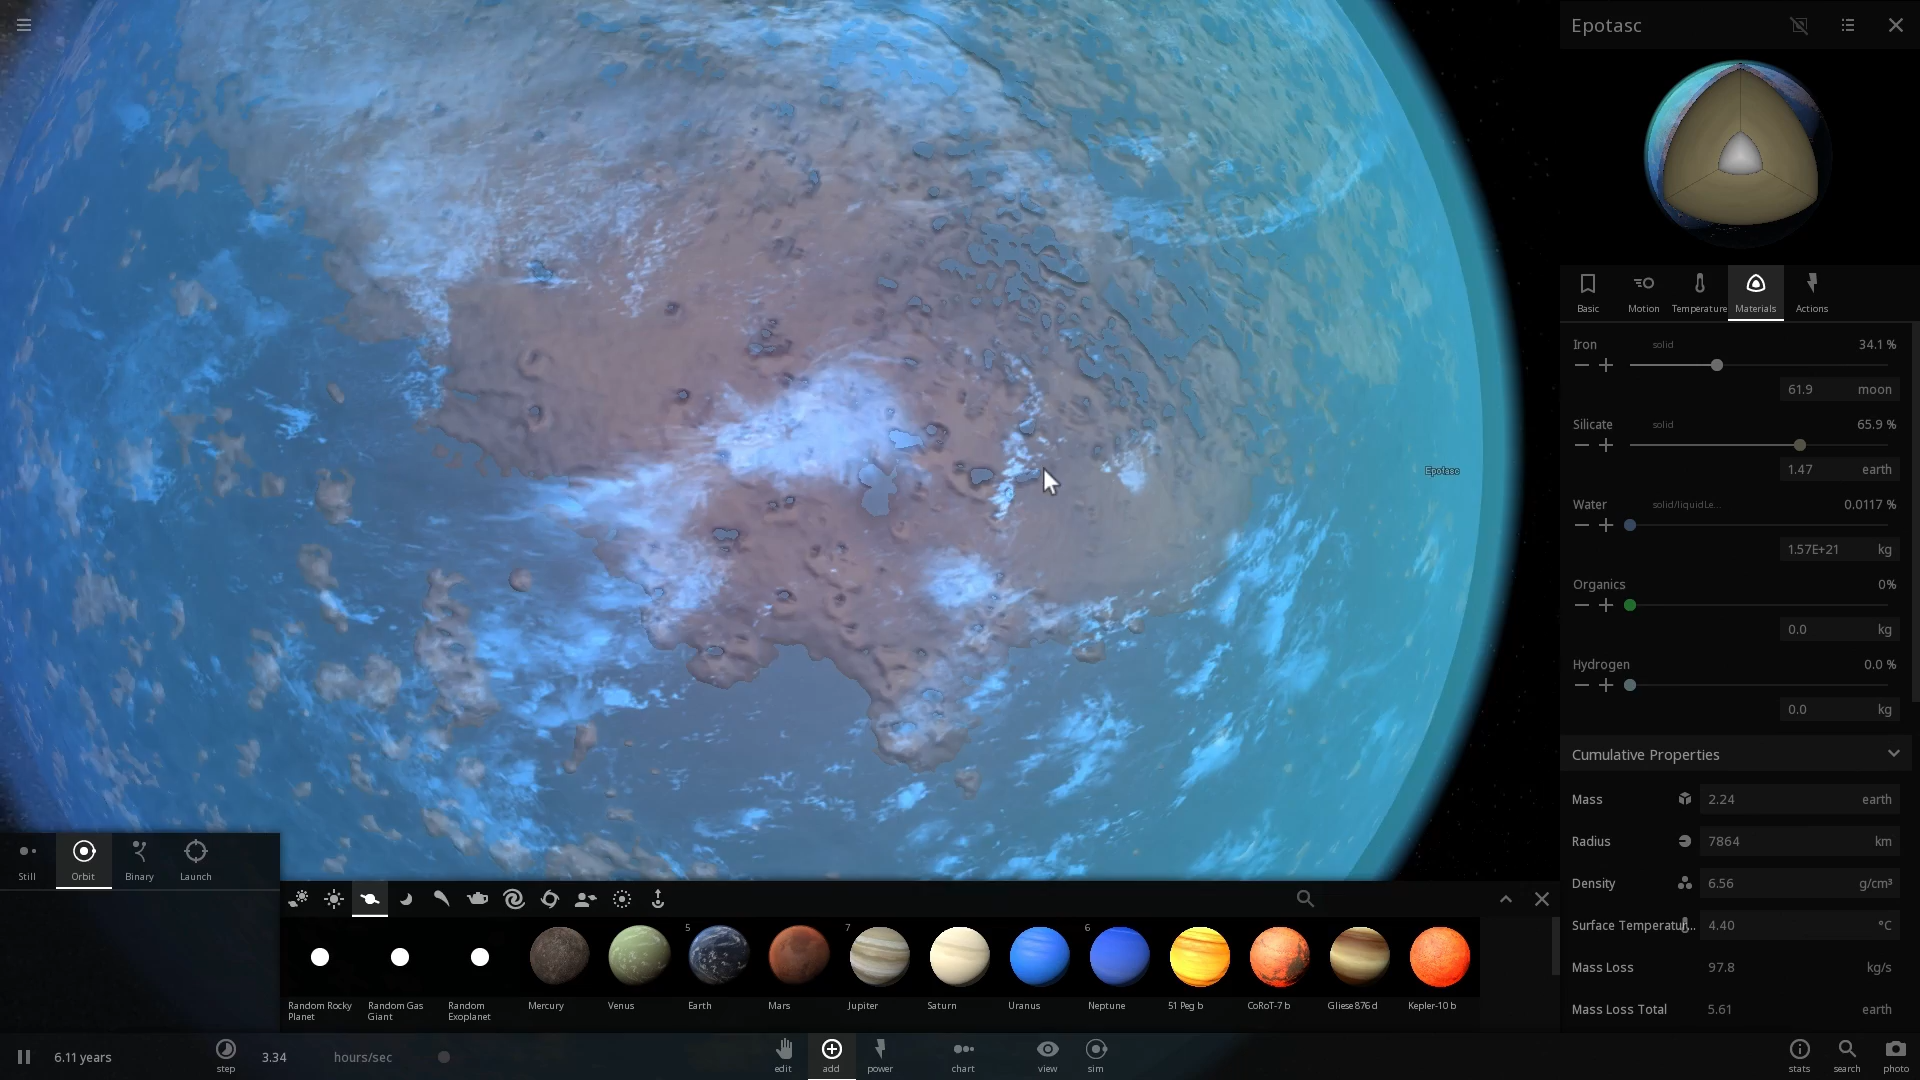 Epotasc
Basic
Motion
Temperature
Materials
Actions
Iron solid 34.1 %
61.9 moon
Silicate solid 65.9 %
1.47 earth
Water solid/liquidLe... 0.0117 %
1.57E+21 kg
Organics 0%
0.0 kg
Hydrogen 0.0 %
0.0 kg
Cumulative Properties
Mass 2.24 earth
Radius 7864 km
Density 6.56 g/cm³
Surface Temperatur... 4.40 °C
Mass Loss 97.8 kg/s
Mass Loss Total 5.61 earth
Epotasc
Still Orbit Binary Launch
5 7 6
Random Rocky Planet
Random Gas Giant
Random Exoplanet
Mercury
Venus
Earth
Mars
Jupiter
Saturn
Uranus
Neptune
51 Peg b
CoRoT-7 b
Gliese 876 d
Kepler-10 b
6.11 years
step
3.34 hours/sec
edit
add
power
chart
view
sim
stats
search
photo